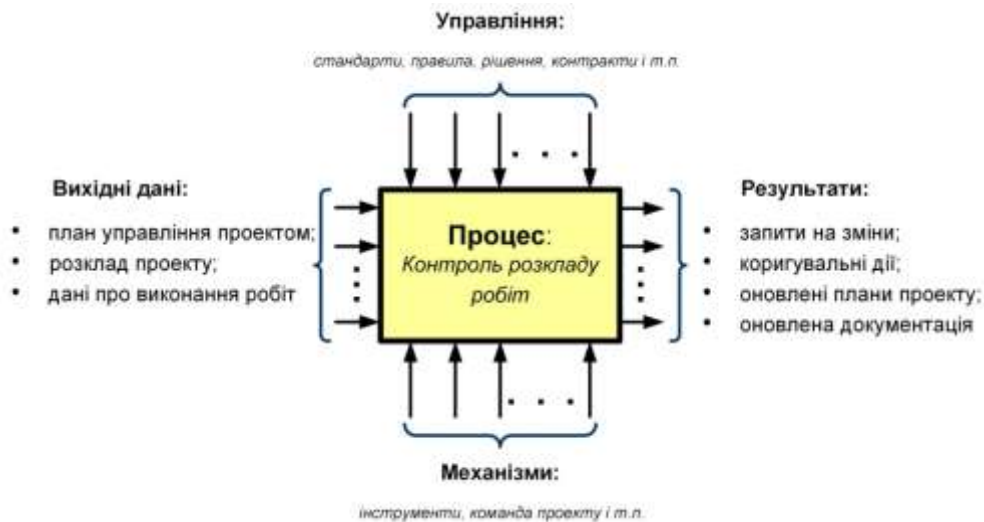 Управління:
стандарти, правила, рішення, контракти і т.п.
Вихідні дані:
• план управління проектом;
• розклад проекту;
• дані про виконання робіт
Процес:
Контроль розкладу
робіт
Результати:
• запити на зміни;
• коригувальні дії;
• оновлені плани проекту;
• оновлена документація
Механізми:
інструменти, команда проекту і т.п.